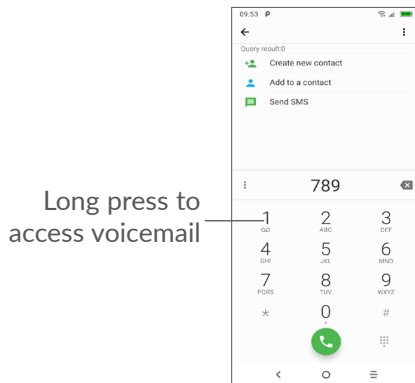 09:53 P
Query result:0
Create new contact
Add to a contact
Send SMS
789
Long press to
access voicemail
1 2 3
ABC DEF
4 5 6
GHI JKL MNO
7 8 9
PQRS TUV WXYZ
* 0 #
+